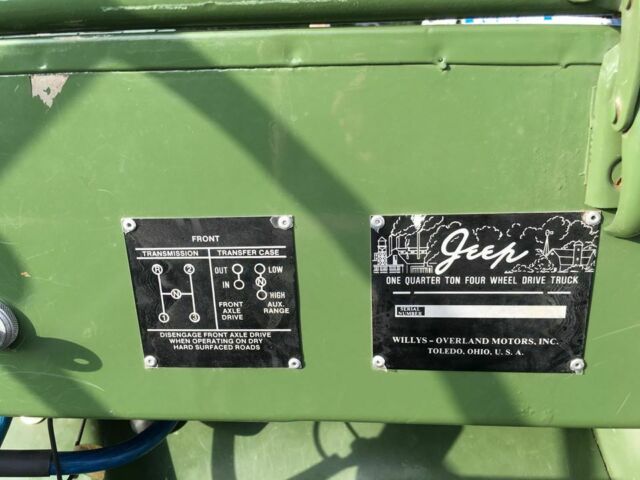 FRONT
TRANSMISSION TRANSFER CASE
R 2 OUT LOW
N IN N
HIGH
1 3 FRONT AXLE DRIVE AUX. RANGE
DISENGAGE FRONT AXLE DRIVE
WHEN OPERATING ON DRY
HARD SURFACED ROADS
Jeep
ONE QUARTER TON FOUR WHEEL DRIVE TRUCK
SERIAL
NUMBER
WILLYS - OVERLAND MOTORS, INC.
TOLEDO, OHIO, U. S. A.